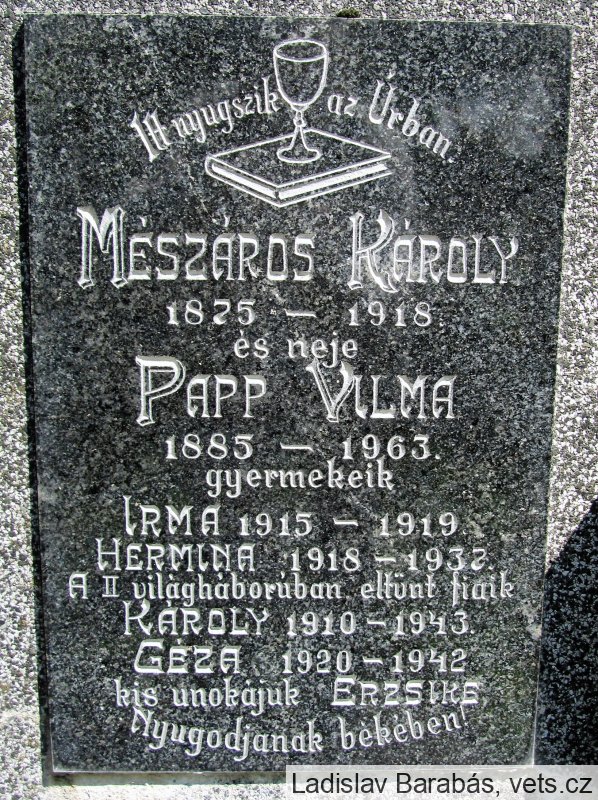 Itt nyugszik az Úrban.
MÉSZÁROS KÁROLY
1875 — 1918.
és neje
PAPP VILMA
1885 — 1963.
gyermekeik
IRMA 1915 — 1919
HERMINA 1918 — 1937.
A II világháborúban eltünt fiaik
KÁROLY 1910 — 1943.
GÉZA 1920 — 1942
kis unokájuk ERZSIKE
Nyugodjanak békében!
Ladislav Barabás, vets.cz